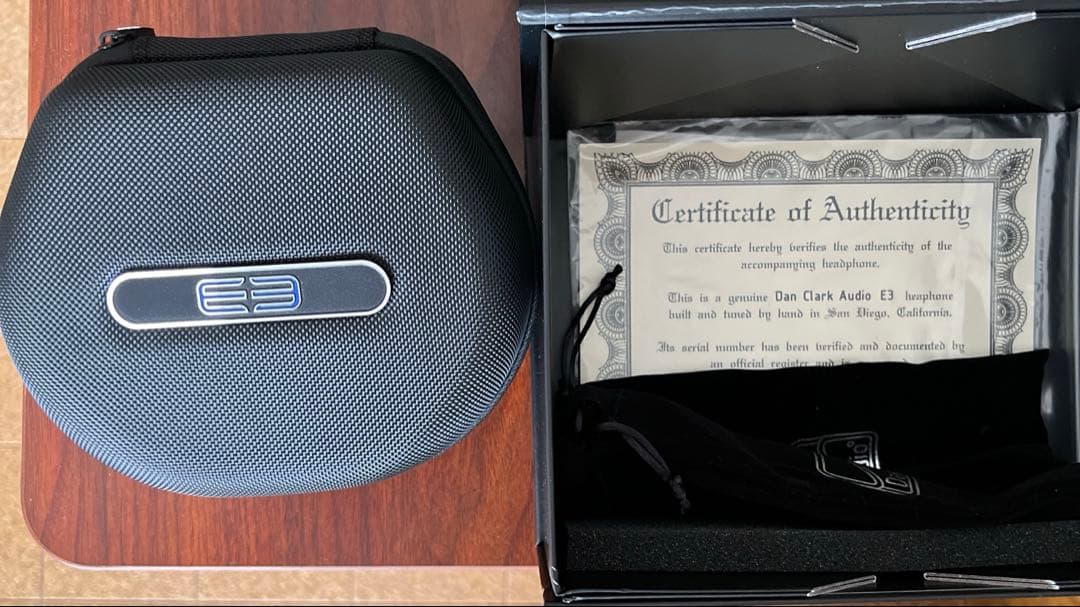 E3
Certificate of Authenticity
This certificate hereby verifies the authenticity of the
accompanying headphone.
This is a genuine Dan Clark Audio E3 heaphone
built and tuned by hand in San Diego, California.
Its serial number has been verified and documented by
an official register and